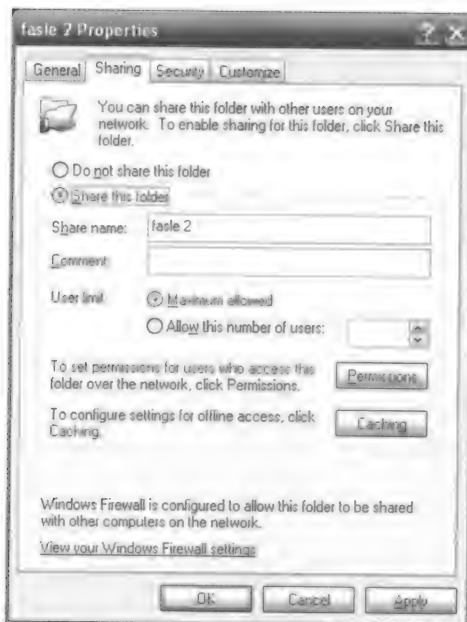 fasle 2 Properties
General Sharing Security Customize
You can share this folder with other users on your
network. To enable sharing for this folder, click Share this
folder.
Do not share this folder
Share this folder
Share name: fasle 2
Comment:
User limit: Maximum allowed
Allow this number of users:
To set permissions for users who access this
folder over the network, click Permissions.
Permissions
To configure settings for offline access, click
Caching.
Caching
Windows Firewall is configured to allow this folder to be shared
with other computers on the network.
View your Windows Firewall settings
OK Cancel Apply